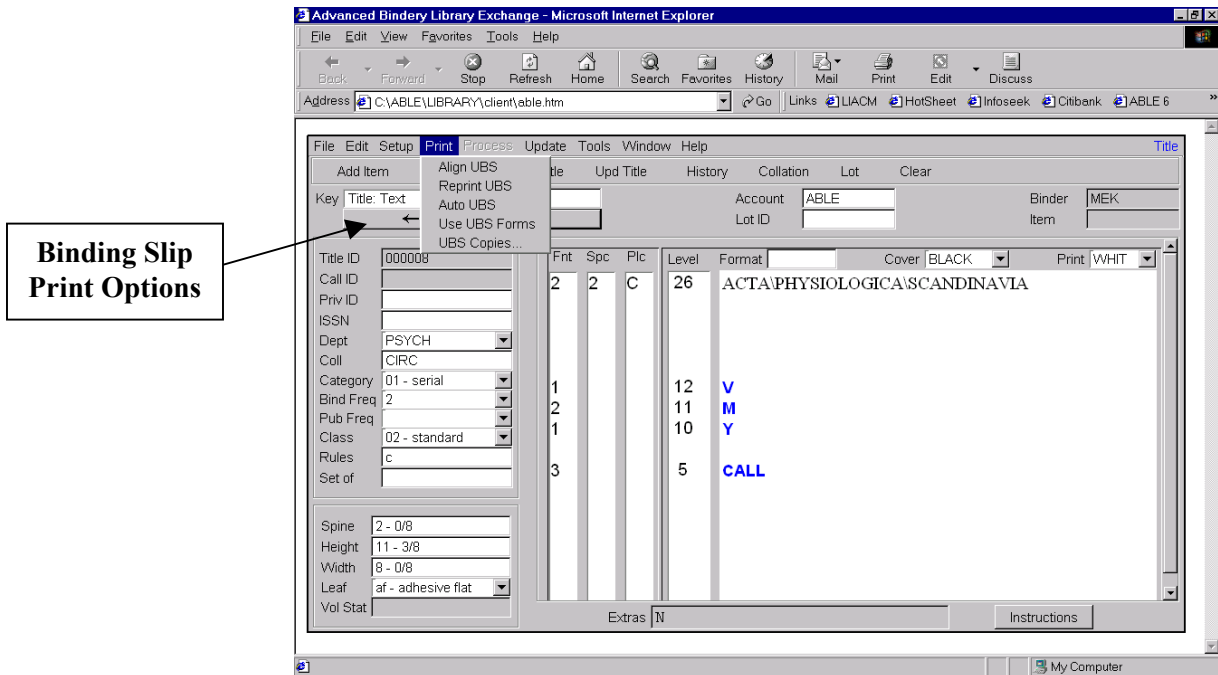 Advanced Bindery Library Exchange - Microsoft Internet Explorer
File Edit View Favorites Tools Help
Back Forward Stop Refresh Home Search Favorites History Mail Print Edit Discuss
Address C:\ABLE\LIBRARY\client\able.htm Go Links LIACM HotSheet Infoseek Citibank ABLE 6 »
File Edit Setup Print Process Update Tools Window Help Title
Add Item tle Upd Title History Collation Lot Clear
Align UBS
Reprint UBS
Auto UBS
Use UBS Forms
UBS Copies...
Key Title: Text Account ABLE Binder MEK
← Lot ID Item
Binding Slip
Print Options
Title ID 000008 Fnt Spc Plc Level Format Cover BLACK Print WHIT
Call ID 2 2 C 26 ACTA\PHYSIOLOGICA\SCANDINAVIA
Priv ID
ISSN
Dept PSYCH
Coll CIRC
Category 01 - serial 1 12 V
Bind Freq 2 2 11 M
Pub Freq 1 10 Y
Class 02 - standard
Rules c 3 5 CALL
Set of
Spine 2 - 0/8
Height 11 - 3/8
Width 8 - 0/8
Leaf af - adhesive flat
Vol Stat
Extras N Instructions
My Computer